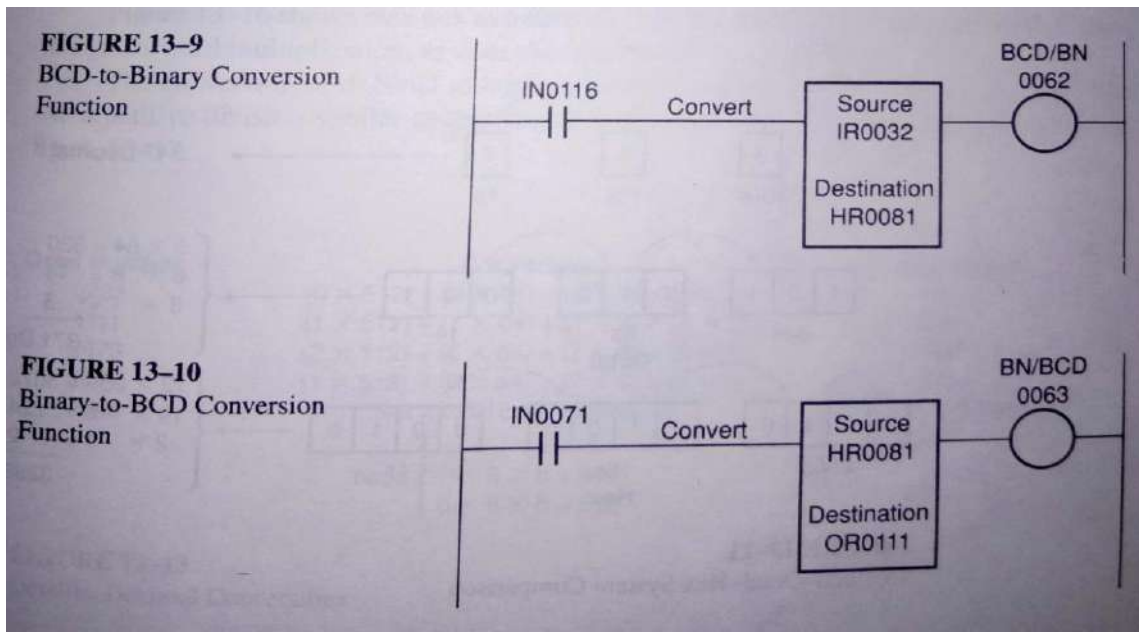 FIGURE 13–9
BCD-to-Binary Conversion
Function
IN0116
Convert
Source
IR0032
Destination
HR0081
BCD/BN
0062
FIGURE 13–10
Binary-to-BCD Conversion
Function
IN0071
Convert
Source
HR0081
Destination
OR0111
BN/BCD
0063